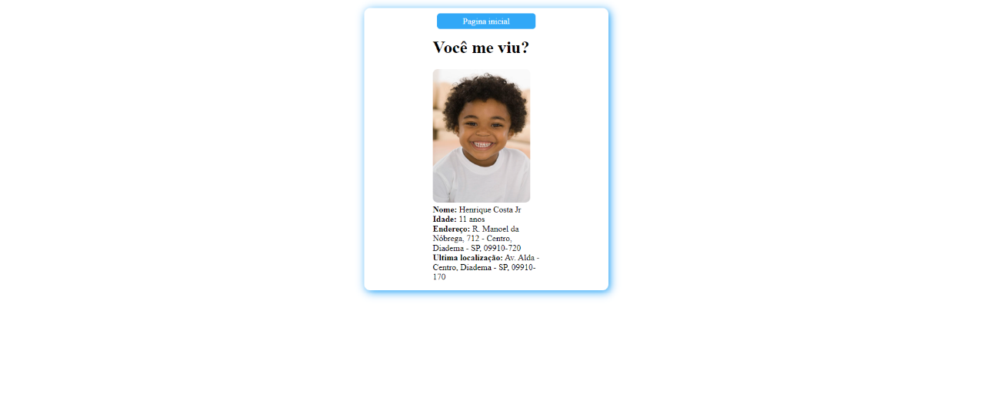 Pagina inicial
Você me viu?
Nome: Henrique Costa Jr
Idade: 11 anos
Endereço: R. Manoel da
Nóbrega, 712 - Centro,
Diadema - SP, 09910-720
Ultima localização: Av. Alda -
Centro, Diadema - SP, 09910-
170